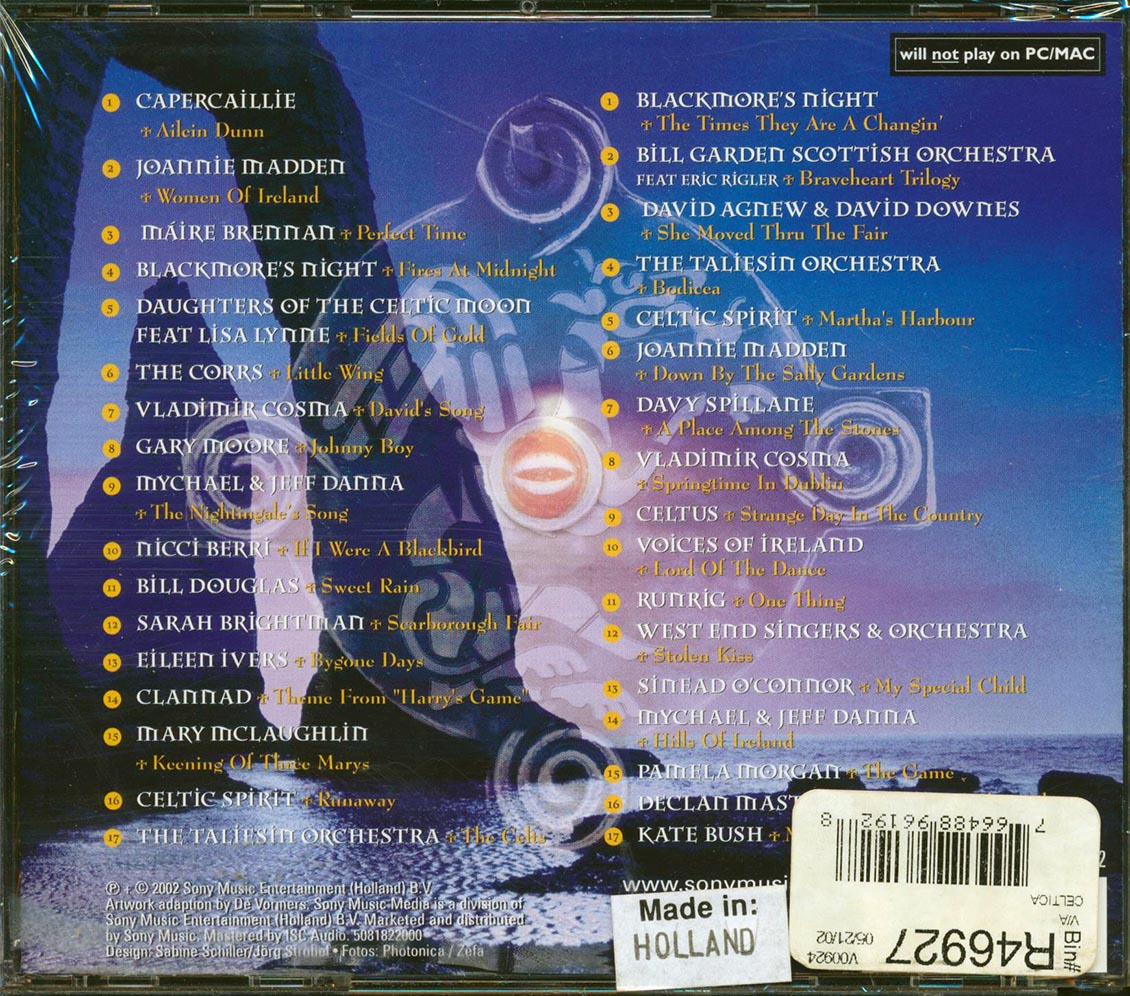 will not play on PC/MAC
1 CAPERCAILLIE
+ Ailein Dunn
2 JOANNIE MADDEN
+ Women Of Ireland
3 MÁIRE BRENNAN + Perfect Time
4 BLACKMORE'S NIGHT + Fires At Midnight
5 DAUGHTERS OF THE CELTIC MOON
FEAT LISA LYNNE + Fields Of Gold
6 THE CORRS + Little Wing
7 VLADIMIR COSMA + David's Song
8 GARY MOORE + Johnny Boy
9 MYCHAEL & JEFF DANNA
+ The Nightingale's Song
10 NICCI BERRI + If I Were A Blackbird
11 BILL DOUGLAS + Sweet Rain
12 SARAH BRIGHTMAN + Scarborough Fair
13 EILEEN IVERS + Bygone Days
14 CLANNAD + Theme From "Harry's Game"
15 MARY MCLAUGHLIN
+ Keening Of Three Marys
16 CELTIC SPIRIT + Runaway
17 THE TALIESIN ORCHESTRA + The Celts
1 BLACKMORE'S NIGHT
+ The Times They Are A Changin'
2 BILL GARDEN SCOTTISH ORCHESTRA
FEAT ERIC RIGLER + Braveheart Trilogy
3 DAVID AGNEW & DAVID DOWNES
+ She Moved Thru The Fair
4 THE TALIESIN ORCHESTRA
+ Bodicea
5 CELTIC SPIRIT + Martha's Harbour
6 JOANNIE MADDEN
+ Down By The Sally Gardens
7 DAVY SPILLANE
+ A Place Among The Stones
8 VLADIMIR COSMA
+ Springtime In Dublin
9 CELTUS + Strange Day In The Country
10 VOICES OF IRELAND
+ Lord Of The Dance
11 RUNRIG + One Thing
12 WEST END SINGERS & ORCHESTRA
+ Stolen Kiss
13 SINEAD O'CONNOR + My Special Child
14 MYCHAEL & JEFF DANNA
+ Hills Of Ireland
15 PAMELA MORGAN + The Game
16 DECLAN MAST
17 KATE BUSH +
℗ + © 2002 Sony Music Entertainment (Holland) B.V.
Artwork adaption by De Vormers. Sony Music Media is a division of
Sony Music Entertainment (Holland) B.V. Marketed and distributed
by Sony Music. Mastered by ISC Audio. 5081822000
Design: Sabine Schiller/Jörg Strohof • Fotos: Photonica / Zefa
www.sonymusi
2
Made in:
HOLLAND
7 66488 96192 8
CELTICA
V/A
05/21/02
V00924
Bin#
R46927